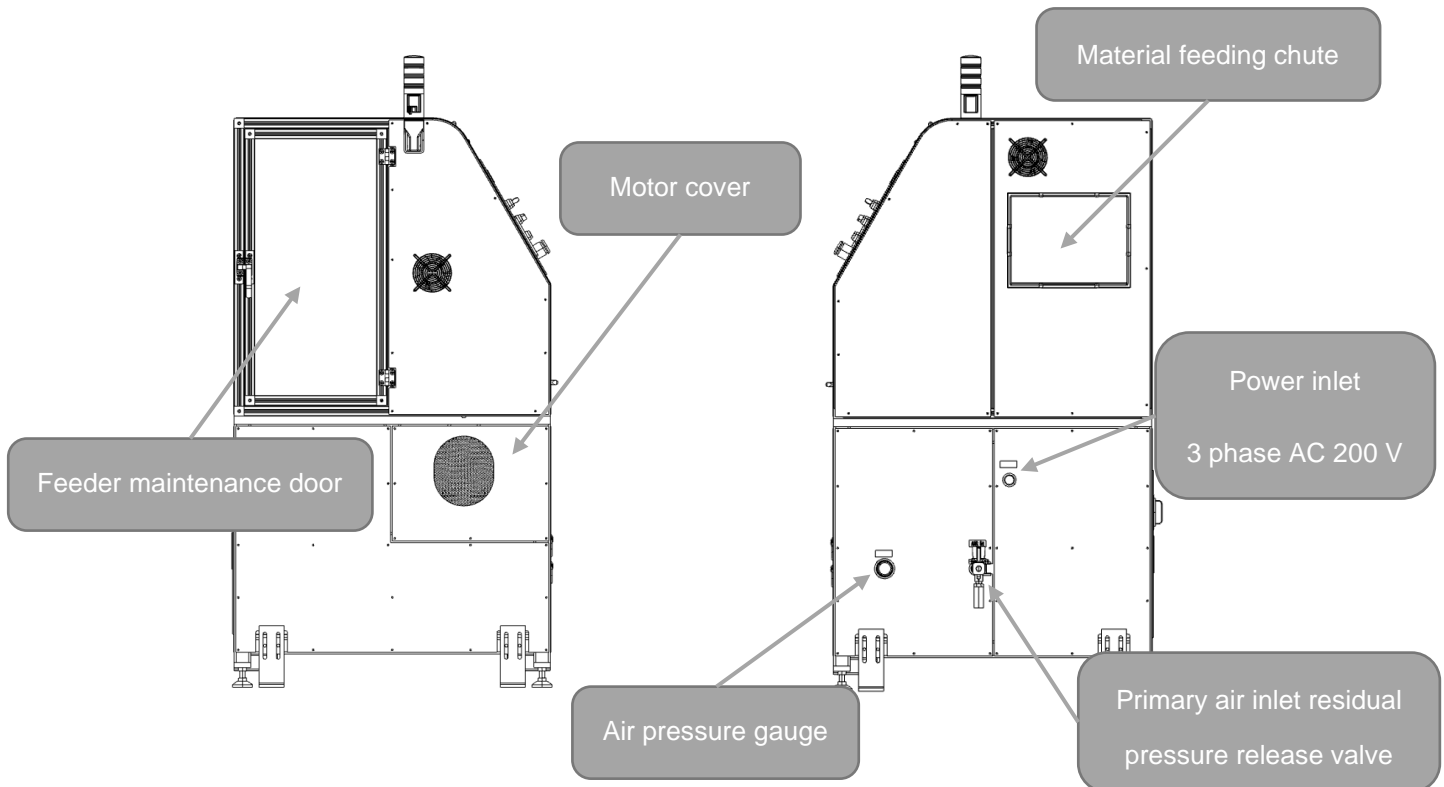 Material feeding chute
Motor cover
Power inlet
3 phase AC 200 V
Feeder maintenance door
Air pressure gauge
Primary air inlet residual
pressure release valve